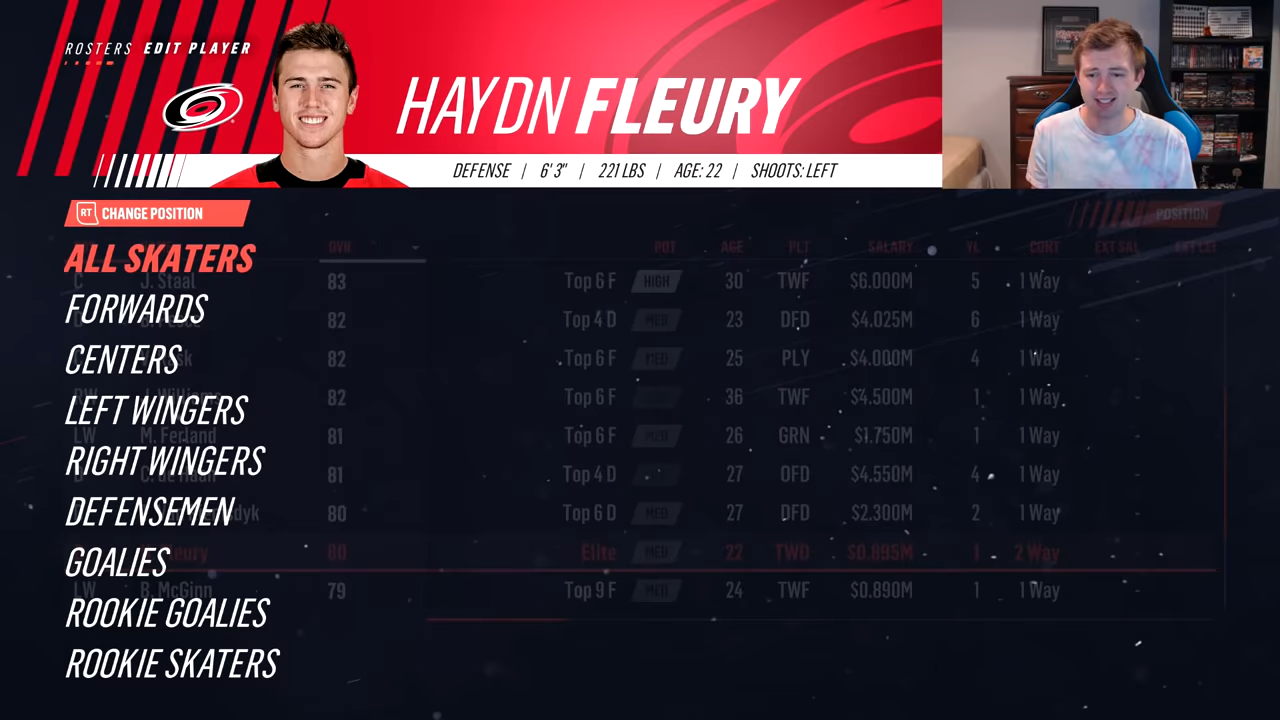 ROSTERS EDIT PLAYER
HAYDN FLEURY
DEFENSE | 6'3" | 221 LBS | AGE: 22 | SHOOTS: LEFT
RT CHANGE POSITION
POSITION
ALL SKATERS
OVR POT AGE PLT SALARY YL CONT EXT SAL
C J. Staal 83 Top 6 F HIGH 30 TWF $6.000M 5 1 Way -
FORWARDS
82 Top 4 D MED 23 DFD $4.025M 6 1 Way -
CENTERS
82 Top 6 F MED 25 PLY $4.000M 4 1 Way -
RW 82 Top 6 F 36 TWF $4.500M 1 1 Way -
LEFT WINGERS
LW M. Ferland 81 Top 6 F MED 26 GRN $1.750M 1 1 Way -
RIGHT WINGERS
81 Top 4 D 27 OFD $4.550M 4 1 Way -
DEFENSEMEN
80 Top 6 D MED 27 DFD $2.300M 2 1 Way -
GOALIES
80 Elite MED 22 TWD $0.895M 1 2 Way -
LW B. McGinn 79 Top 9 F MED 24 TWF $0.890M 1 1 Way -
ROOKIE GOALIES
ROOKIE SKATERS